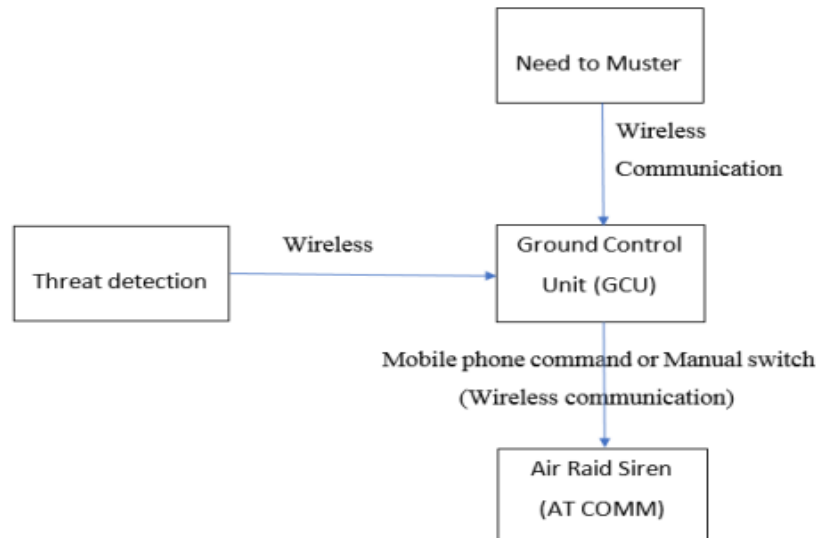 Need to Muster
Wireless
Communication
Wireless
Threat detection
Ground Control
Unit (GCU)
Mobile phone command or Manual switch
(Wireless communication)
Air Raid Siren
(AT COMM)